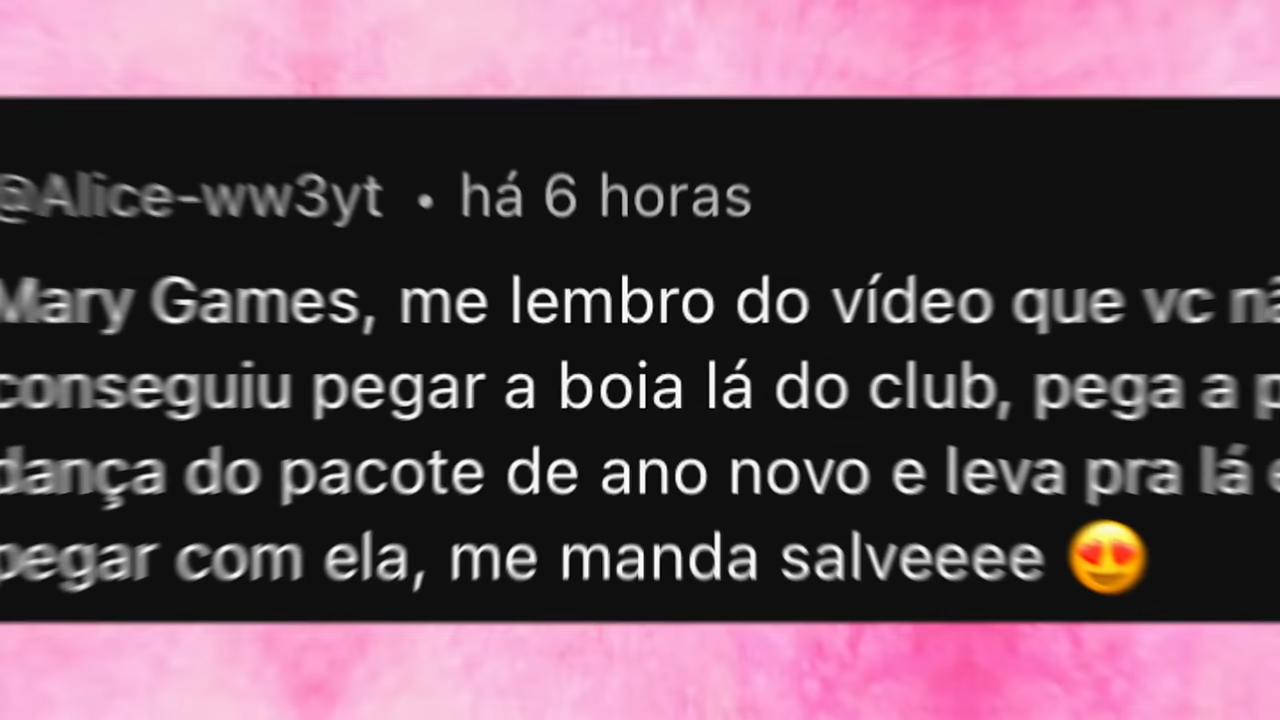 @Alice-ww3yt • há 6 horas
Mary Games, me lembro do vídeo que vc
conseguiu pegar a boia lá do club, pega a
dança do pacote de ano novo e leva pra lá
pegar com ela, me manda salveeee 😍